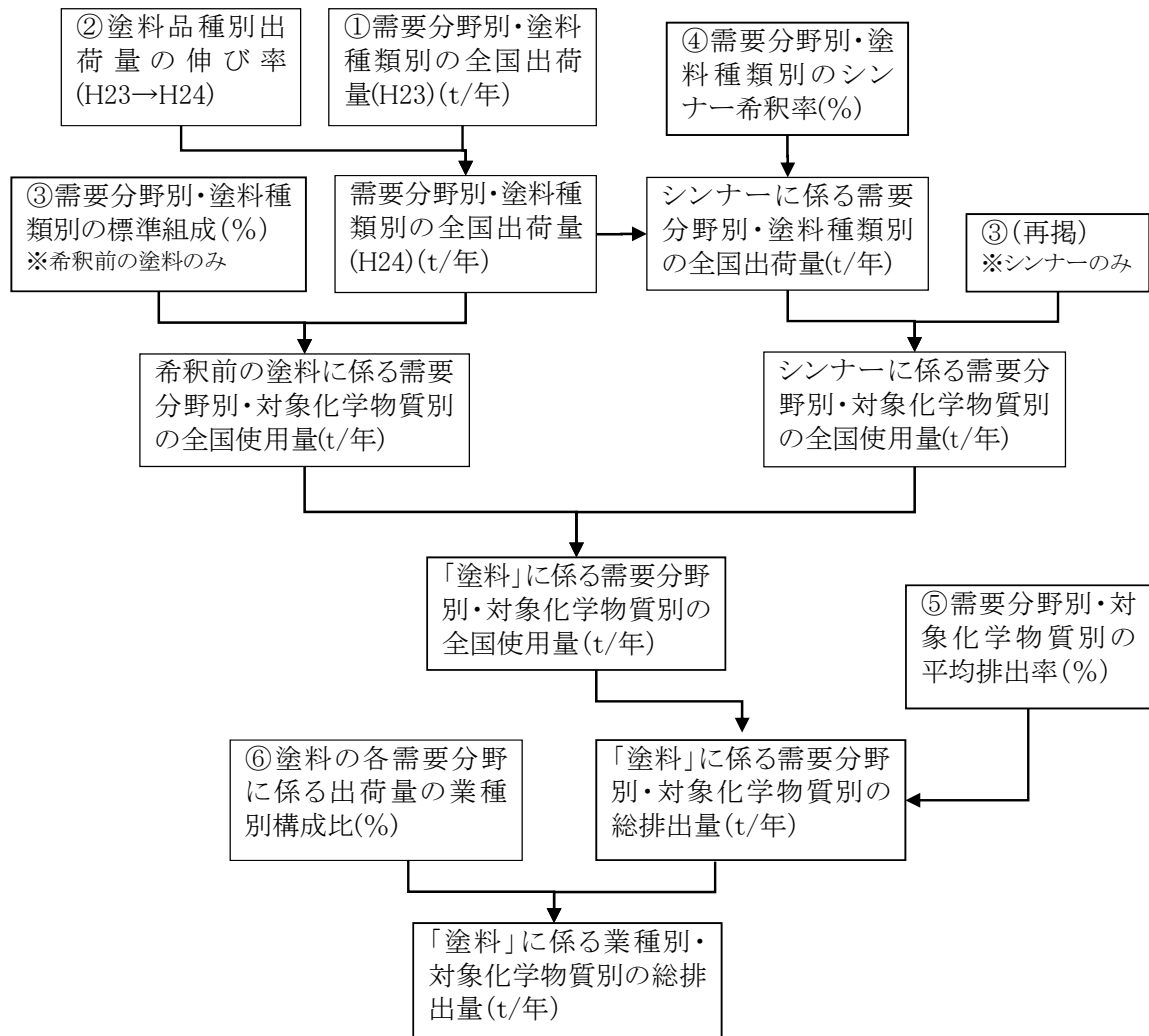 ②塗料品種別出
荷量の伸び率
(H23→H24)
①需要分野別・塗料
種類別の全国出荷
量(H23)(t/年)
④需要分野別・塗
料種類別のシン
ナー希釈率(%)
③需要分野別・塗料種
類別の標準組成(%)
※希釈前の塗料のみ
需要分野別・塗料種
類別の全国出荷量
(H24)(t/年)
シンナーに係る需要
分野別・塗料種類別
の全国出荷量(t/年)
③(再掲)
※シンナーのみ
希釈前の塗料に係る需要
分野別・対象化学物質別
の全国使用量(t/年)
シンナーに係る需要分
野別・対象化学物質別
の全国使用量(t/年)
「塗料」に係る需要分野
別・対象化学物質別の
全国使用量(t/年)
⑤需要分野別・対
象化学物質別の
平均排出率(%)
⑥塗料の各需要分野
に係る出荷量の業種
別構成比(%)
「塗料」に係る需要分野
別・対象化学物質別の
総排出量(t/年)
「塗料」に係る業種別・
対象化学物質別の総排
出量(t/年)